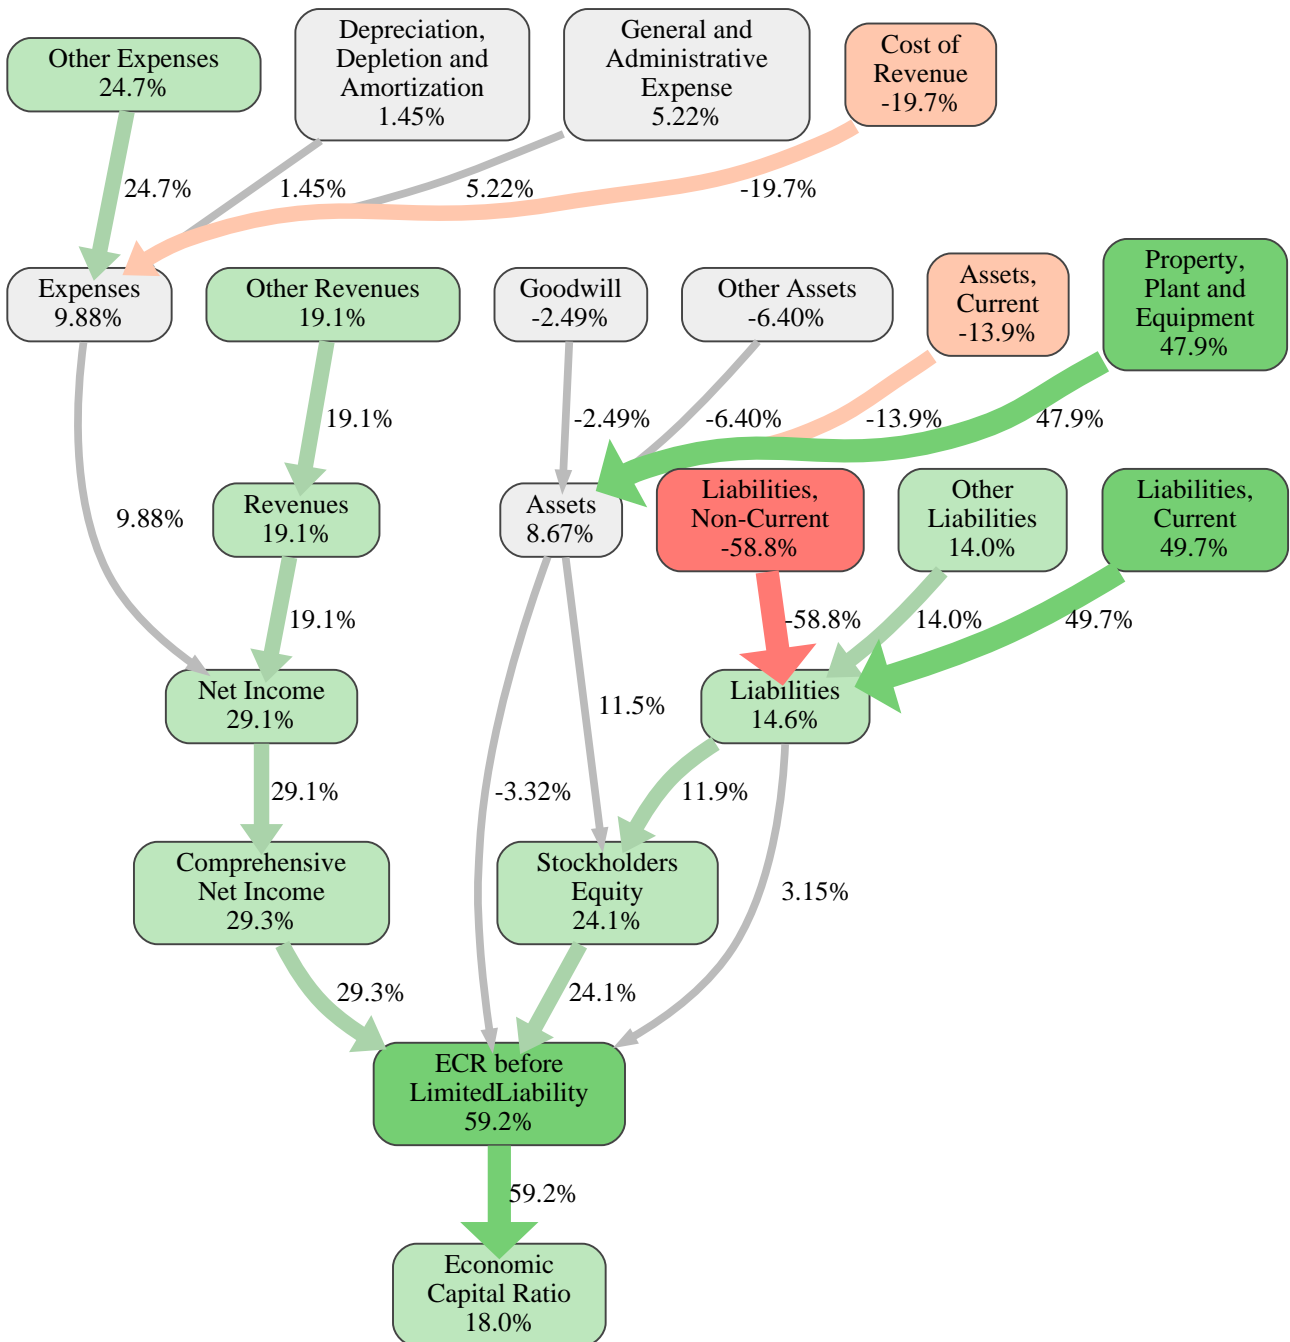 Other Expenses
24.7%
Depreciation,
Depletion and
Amortization
1.45%
General and
Administrative
Expense
5.22%
Cost of
Revenue
-19.7%
24.7%
1.45%
5.22%
-19.7%
Expenses
9.88%
Other Revenues
19.1%
Goodwill
-2.49%
Other Assets
-6.40%
Assets,
Current
-13.9%
Property,
Plant and
Equipment
47.9%
19.1%
-2.49%
-6.40%
-13.9%
47.9%
9.88%
Revenues
19.1%
Assets
8.67%
Liabilities,
Non-Current
-58.8%
Other
Liabilities
14.0%
Liabilities,
Current
49.7%
19.1%
-58.8%
14.0%
49.7%
Net Income
29.1%
11.5%
Liabilities
14.6%
29.1%
-3.32%
11.9%
Comprehensive
Net Income
29.3%
Stockholders
Equity
24.1%
3.15%
29.3%
24.1%
ECR before
LimitedLiability
59.2%
59.2%
Economic
Capital Ratio
18.0%